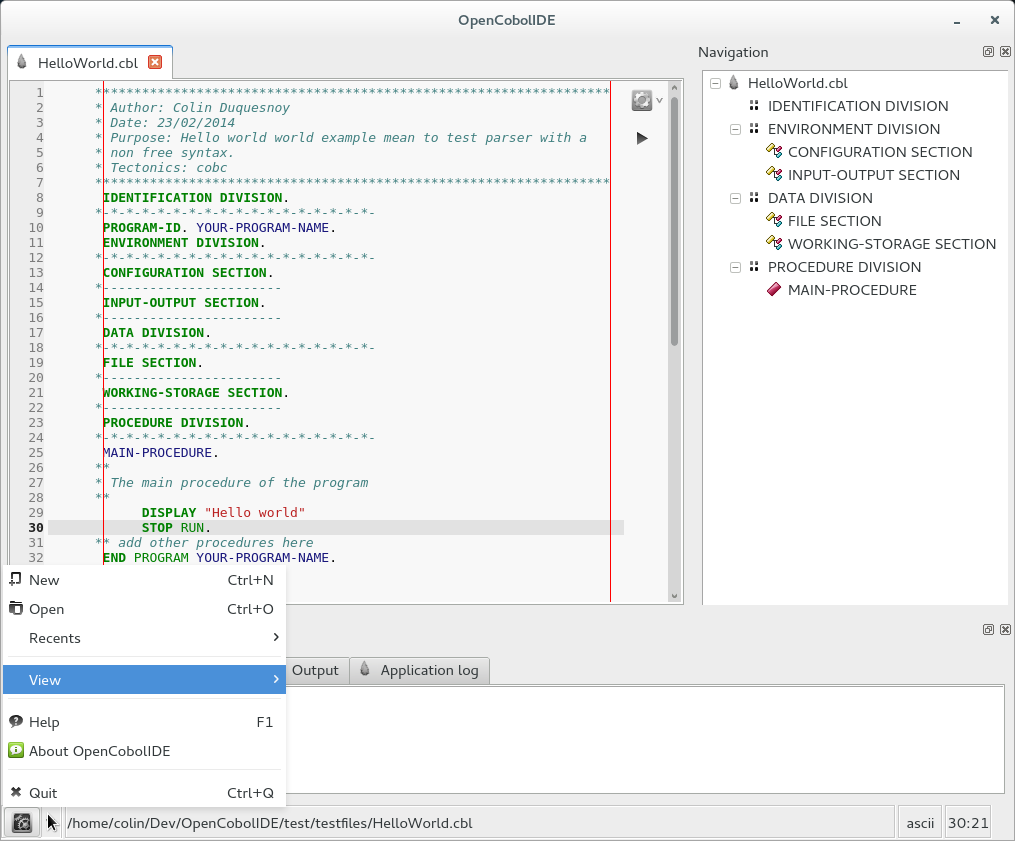 OpenCobolIDE
HelloWorld.cbl
1 *****************************************************************
2 * Author: Colin Duquesnoy
3 * Date: 23/02/2014
4 * Purpose: Hello world world example mean to test parser with a
5 * non free syntax.
6 * Tectonics: cobc
7 *****************************************************************
8 IDENTIFICATION DIVISION.
9 *-*-*-*-*-*-*-*-*-*-*-*-*-*-*-*-*-*-
10 PROGRAM-ID. YOUR-PROGRAM-NAME.
11 ENVIRONMENT DIVISION.
12 *-*-*-*-*-*-*-*-*-*-*-*-*-*-*-*-*-*-
13 CONFIGURATION SECTION.
14 *-----------------------
15 INPUT-OUTPUT SECTION.
16 *-----------------------
17 DATA DIVISION.
18 *-*-*-*-*-*-*-*-*-*-*-*-*-*-*-*-*-*-
19 FILE SECTION.
20 *-----------------------
21 WORKING-STORAGE SECTION.
22 *-----------------------
23 PROCEDURE DIVISION.
24 *-*-*-*-*-*-*-*-*-*-*-*-*-*-*-*-*-*-
25 MAIN-PROCEDURE.
26 **
27 * The main procedure of the program
28 **
29 DISPLAY "Hello world"
30 STOP RUN.
31 ** add other procedures here
32 END PROGRAM YOUR-PROGRAM-NAME.
Navigation
HelloWorld.cbl
IDENTIFICATION DIVISION
ENVIRONMENT DIVISION
CONFIGURATION SECTION
INPUT-OUTPUT SECTION
DATA DIVISION
FILE SECTION
WORKING-STORAGE SECTION
PROCEDURE DIVISION
MAIN-PROCEDURE
New Ctrl+N
Open Ctrl+O
Recents
View
Help F1
About OpenCobolIDE
Quit Ctrl+Q
Output
Application log
/home/colin/Dev/OpenCobolIDE/test/testfiles/HelloWorld.cbl
ascii
30:21